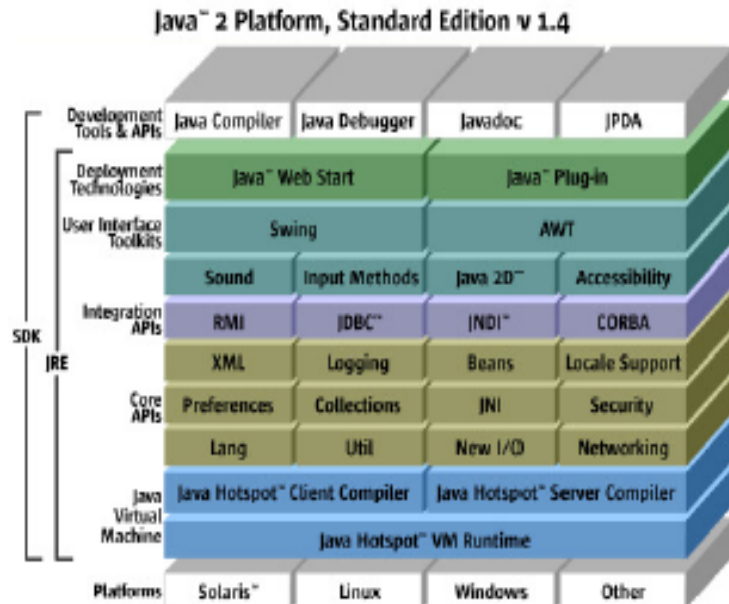 Java™ 2 Platform, Standard Edition v 1.4
Development Tools & APIs
Java Compiler
Java Debugger
Javadoc
JPDA
Deployment Technologies
Java™ Web Start
Java™ Plug-in
User Interface Toolkits
Swing
AWT
Sound
Input Methods
Java 2D™
Accessibility
Integration APIs
RMI
JDBC™
JNDI™
CORBA
SDK
JRE
XML
Logging
Beans
Locale Support
Core APIs
Preferences
Collections
JNI
Security
Lang
Util
New I/O
Networking
Java Virtual Machine
Java Hotspot™ Client Compiler
Java Hotspot™ Server Compiler
Java Hotspot™ VM Runtime
Platforms
Solaris™
Linux
Windows
Other